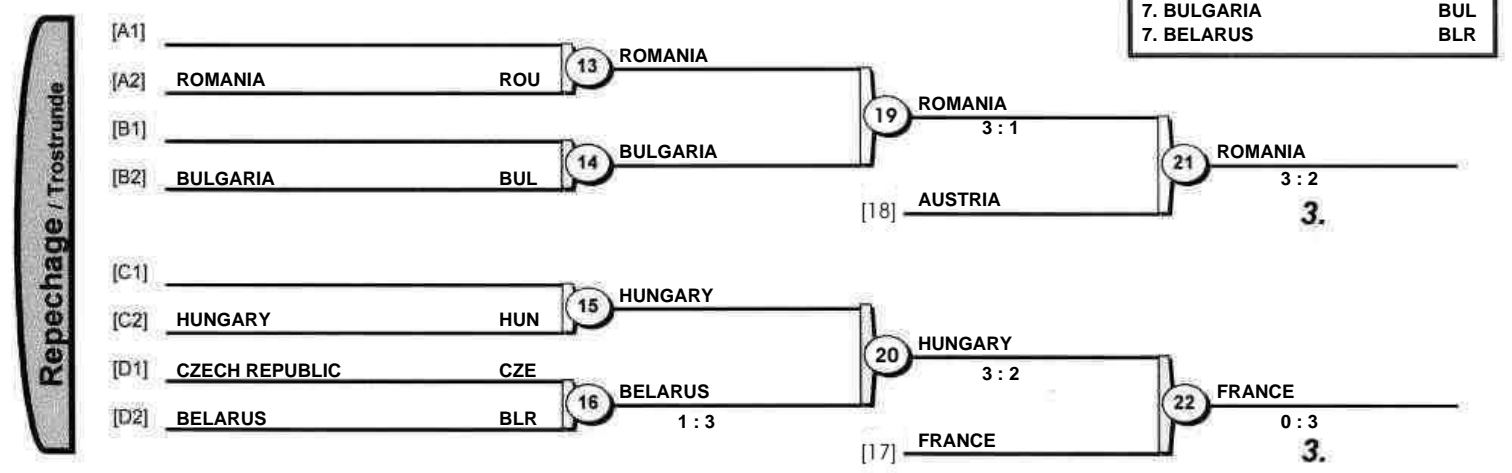 7. BULGARIA BUL
7. BELARUS BLR
Repechage / Trostrunde
[A1]
13 ROMANIA
[A2] ROMANIA ROU
19 ROMANIA
3 : 1
[B1]
14 BULGARIA
[B2] BULGARIA BUL
21 ROMANIA
3 : 2
3.
[18] AUSTRIA
[C1]
15 HUNGARY
[C2] HUNGARY HUN
20 HUNGARY
3 : 2
[D1] CZECH REPUBLIC CZE
16 BELARUS
1 : 3
[D2] BELARUS BLR
22 FRANCE
0 : 3
3.
[17] FRANCE